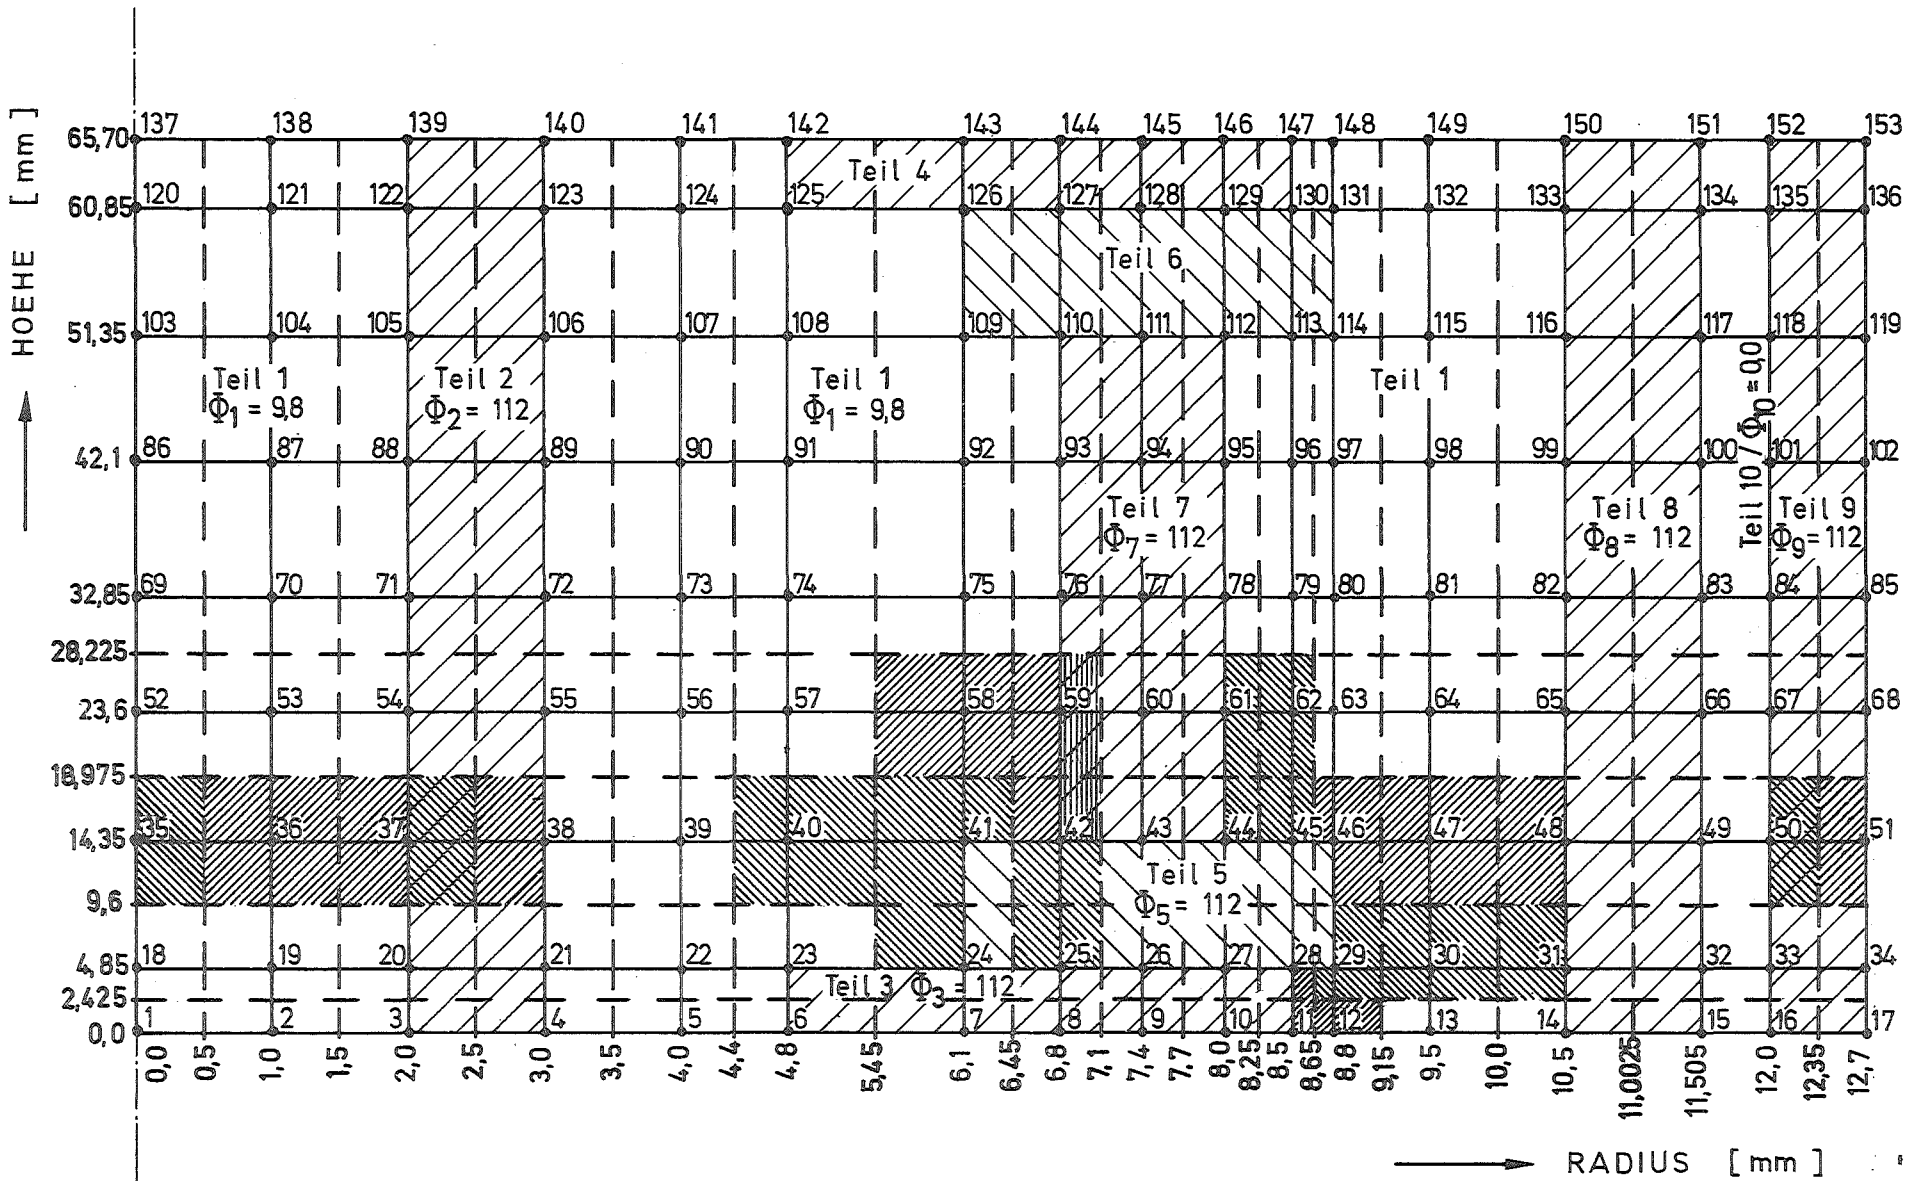 HOEHE [mm]
65,70
137 138 139 140 141 142 143 144 145 146 147 148 149 150 151 152 153
Teil 4
60,85
120 121 122 123 124 125 126 127 128 129 130 131 132 133 134 135 136
Teil 6
51,35
103 104 105 106 107 108 109 110 111 112 113 114 115 116 117 118 119
Teil 1
Φ1 = 9,8
Teil 2
Φ2 = 112
Teil 1
Φ1 = 9,8
Teil 1
Teil 10 / Φ10 = 0,0
42,1
86 87 88 89 90 91 92 93 94 95 96 97 98 99 100 101 102
Teil 7
Φ7 = 112
Teil 8
Φ8 = 112
Teil 9
Φ9 = 112
32,85
69 70 71 72 73 74 75 76 77 78 79 80 81 82 83 84 85
28,225
23,6
52 53 54 55 56 57 58 59 60 61 62 63 64 65 66 67 68
18,975
14,35
35 36 37 38 39 40 41 42 43 44 45 46 47 48 49 50 51
Teil 5
Φ5 = 112
9,6
4,85
18 19 20 21 22 23 24 25 26 27 28 29 30 31 32 33 34
Teil 3 Φ3 = 112
2,425
0,0
1 2 3 4 5 6 7 8 9 10 11 12 13 14 15 16 17
0,0 0,5 1,0 1,5 2,0 2,5 3,0 3,5 4,0 4,4 4,8 5,45 6,1 6,45 6,8 7,1 7,4 7,7 8,0 8,25 8,5 8,65 8,8 9,15 9,5 10,0 10,5 11,0025 11,505 12,0 12,35 12,7
RADIUS [mm]